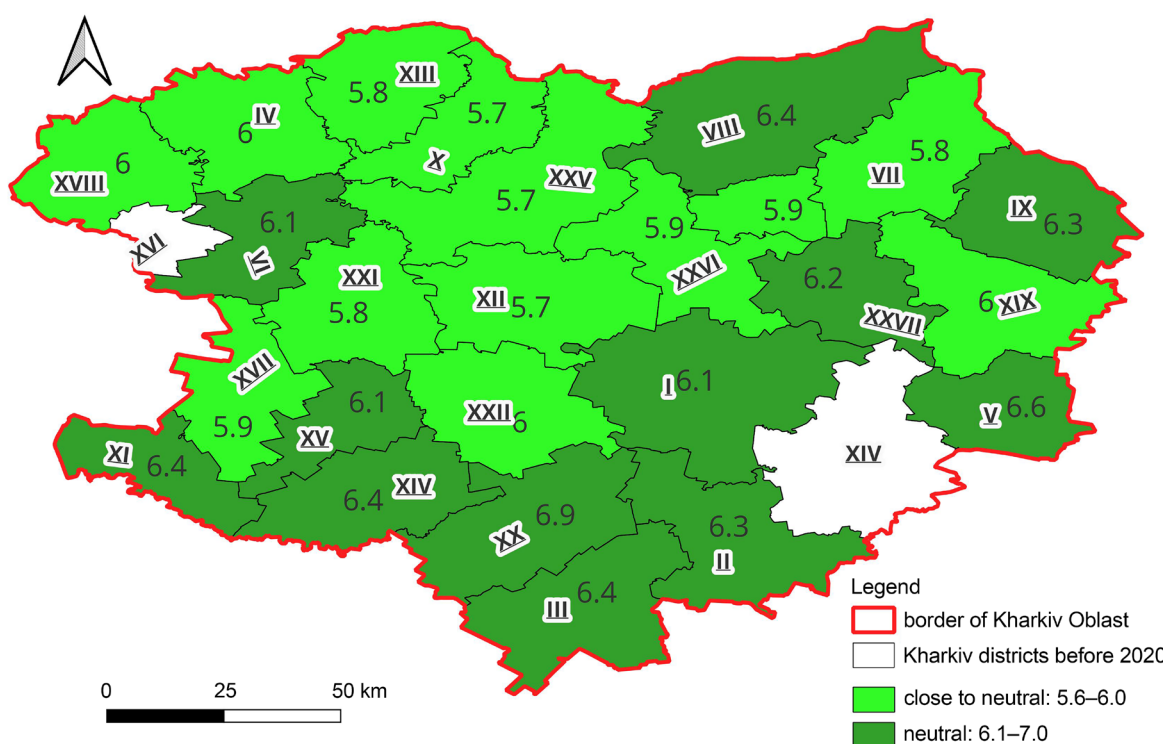 XIII
5.8
5.7
IV
6
X
VIII
6.4
XXV
5.7
5.8
VII
6
XVIII
5.9
5.9
IX
6.3
6.1
VI
XVI
XXI
5.8
XII
5.7
XXVI
6.2
XXVII
6
XIX
XVII
5.9
6.1
XV
XXII
6
I
6.1
V
6.6
XI
6.4
XIV
6.4
XIV
6.9
XX
6.3
II
6.4
III
Legend
border of Kharkiv Oblast
Kharkiv districts before 2020
close to neutral: 5.6–6.0
neutral: 6.1–7.0
0 25 50 km